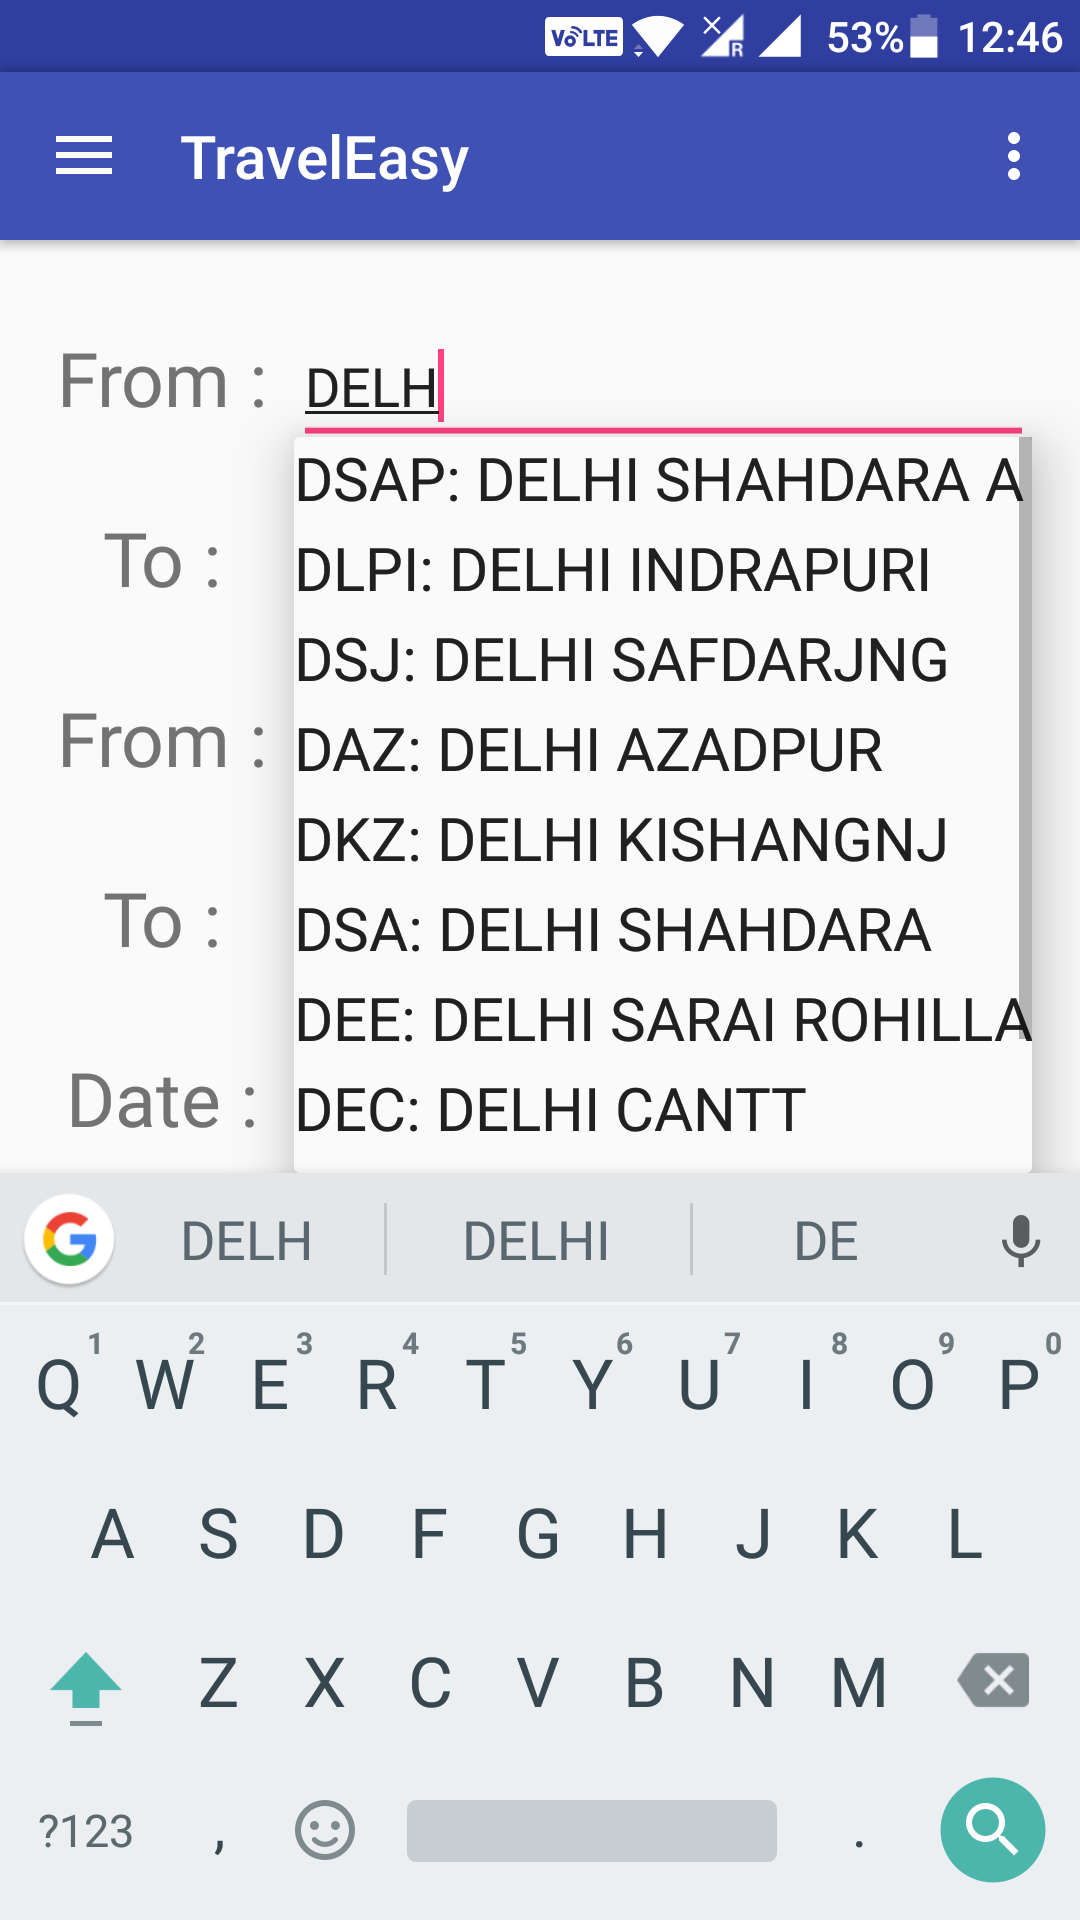 VoLTE R 53% 12:46
TravelEasy
From : DELH
DSAP: DELHI SHAHDARA A
To :
DLPI: DELHI INDRAPURI
DSJ: DELHI SAFDARJNG
From :
DAZ: DELHI AZADPUR
DKZ: DELHI KISHANGNJ
To :
DSA: DELHI SHAHDARA
DEE: DELHI SARAI ROHILLA
Date :
DEC: DELHI CANTT
G DELH DELHI DE
1 2 3 4 5 6 7 8 9 0
Q W E R T Y U I O P
A S D F G H J K L
Z X C V B N M
?123 , .